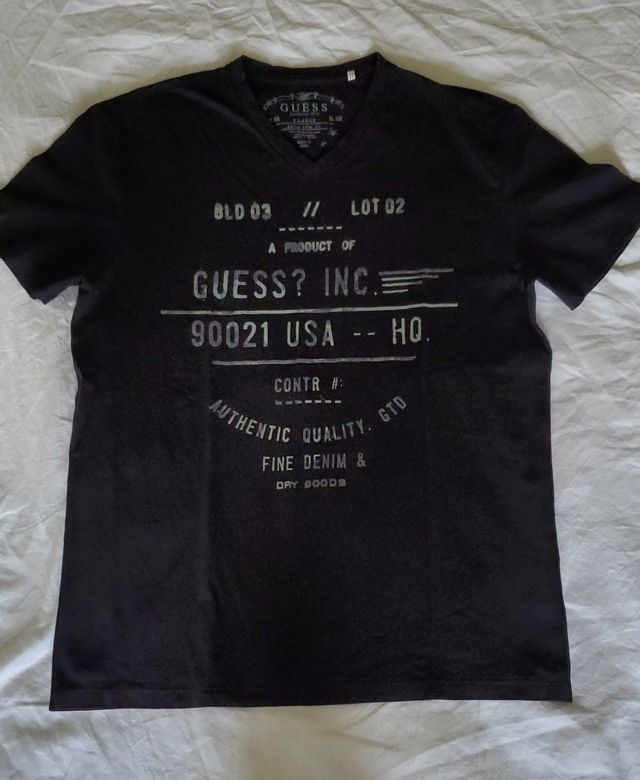 GUESS
X-LARGE
BLD 03 // LOT 02
-------
A PRODUCT OF
GUESS? INC.
90021 USA -- HQ.
CONTR #:
-------
AUTHENTIC QUALITY. GTD
FINE DENIM &
DRY GOODS